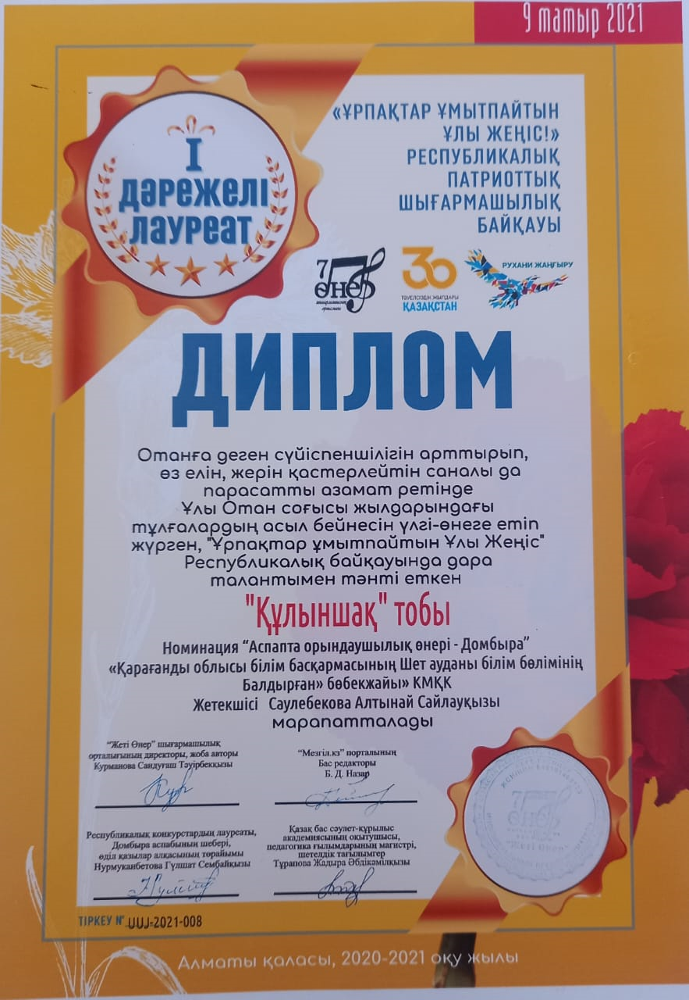 9 тамыр 2021
«ҰРПАҚТАР ҰМЫТПАЙТЫН
ҰЛЫ ЖЕҢІС!»
РЕСПУБЛИКАЛЫҚ
ПАТРИОТТЫҚ
ШЫҒАРМАШЫЛЫҚ
БАЙҚАУЫ
I
ДӘРЕЖЕЛІ
ЛАУРЕАТ
7 ӨНЕР
шығармашылық
орталығы
30
ТӘУЕЛСІЗДІК ЖЫЛДАРЫ
ҚАЗАҚСТАН
РУХАНИ ЖАҢҒЫРУ
ДИПЛОМ
Отанға деген сүйіспеншілігін арттырып,
өз елін, жерін қастерлейтін саналы да
парасатты азамат ретінде
Ұлы Отан соғысы жылдарындағы
тұлғалардың асыл бейнесін үлгі-өнеге етіп
жүрген, "Ұрпақтар ұмытпайтын Ұлы Жеңіс"
Республикалық байқауында дара
талантымен тәнті еткен
"Құлыншақ" тобы
Номинация “Аспапта орындаушылық өнері - Домбыра”
«Қарағанды облысы білім басқармасының Шет ауданы білім бөлімінің
Балдырған» бөбекжайы» КМҚК
Жетекшісі Саулебекова Алтынай Сайлауқызы
марапатталады
“Жеті Өнер” шығармашылық
орталығының директоры, жоба авторы
Курманова Сандуғаш Тәуірбекқызы
“Мезгіл.кз” порталының
Бас редакторы
Б. Д. Назар
Республикалық конкурстардың лауреаты,
Домбыра аспабының шебері,
әділ қазылар алқасының төрайымы
Нурмуканбетова Гүлшат Сембайқызы
Қазақ бас сәулет-құрылыс
академиясының оқытушысы,
педагогика ғылымдарының магистрі,
шетелдік тағылымгер
Тұрапова Жадыра Әбдікәмілқызы
7 ӨНЕР
"ЖЕТІ ӨНЕР"
ТІРКЕУ № UUJ-2021-008
Алматы қаласы, 2020-2021 оқу жылы